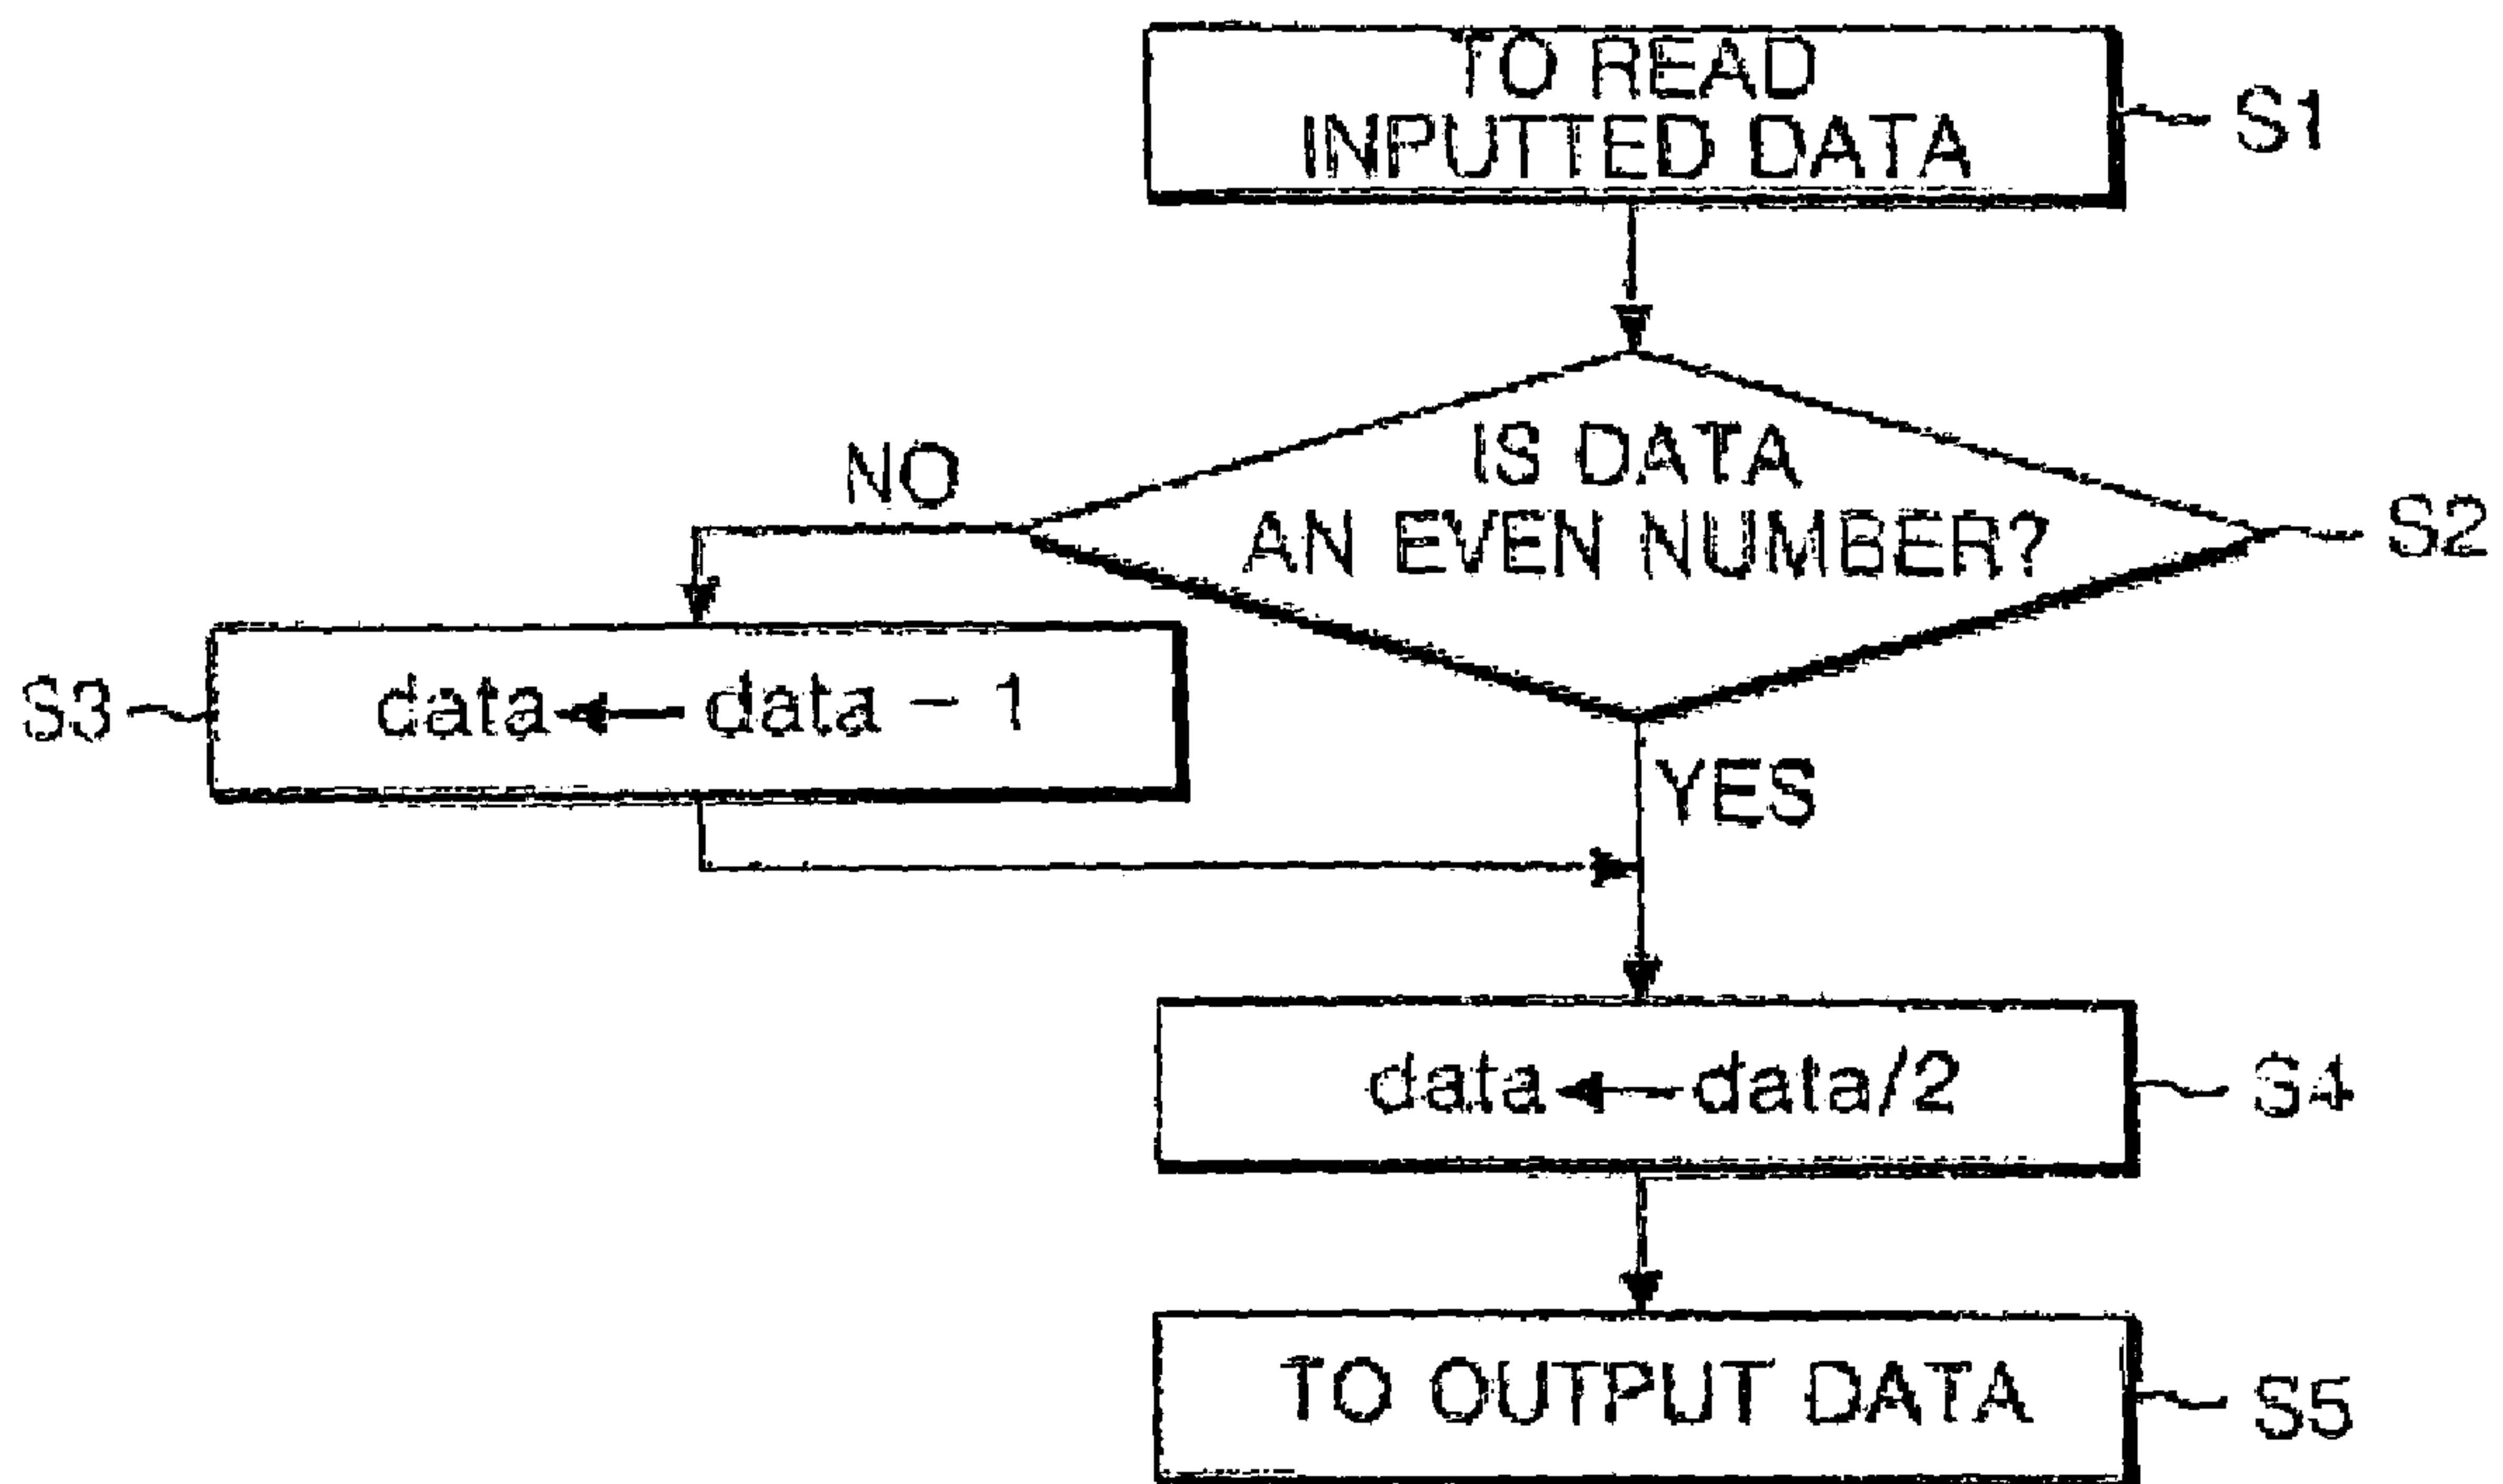 TO READ
INPUTTED DATA
S1
IS DATA
AN EVEN NUMBER?
S2
NO
S3
data ← data - 1
YES
data ← data/2
S4
TO OUTPUT DATA
S5